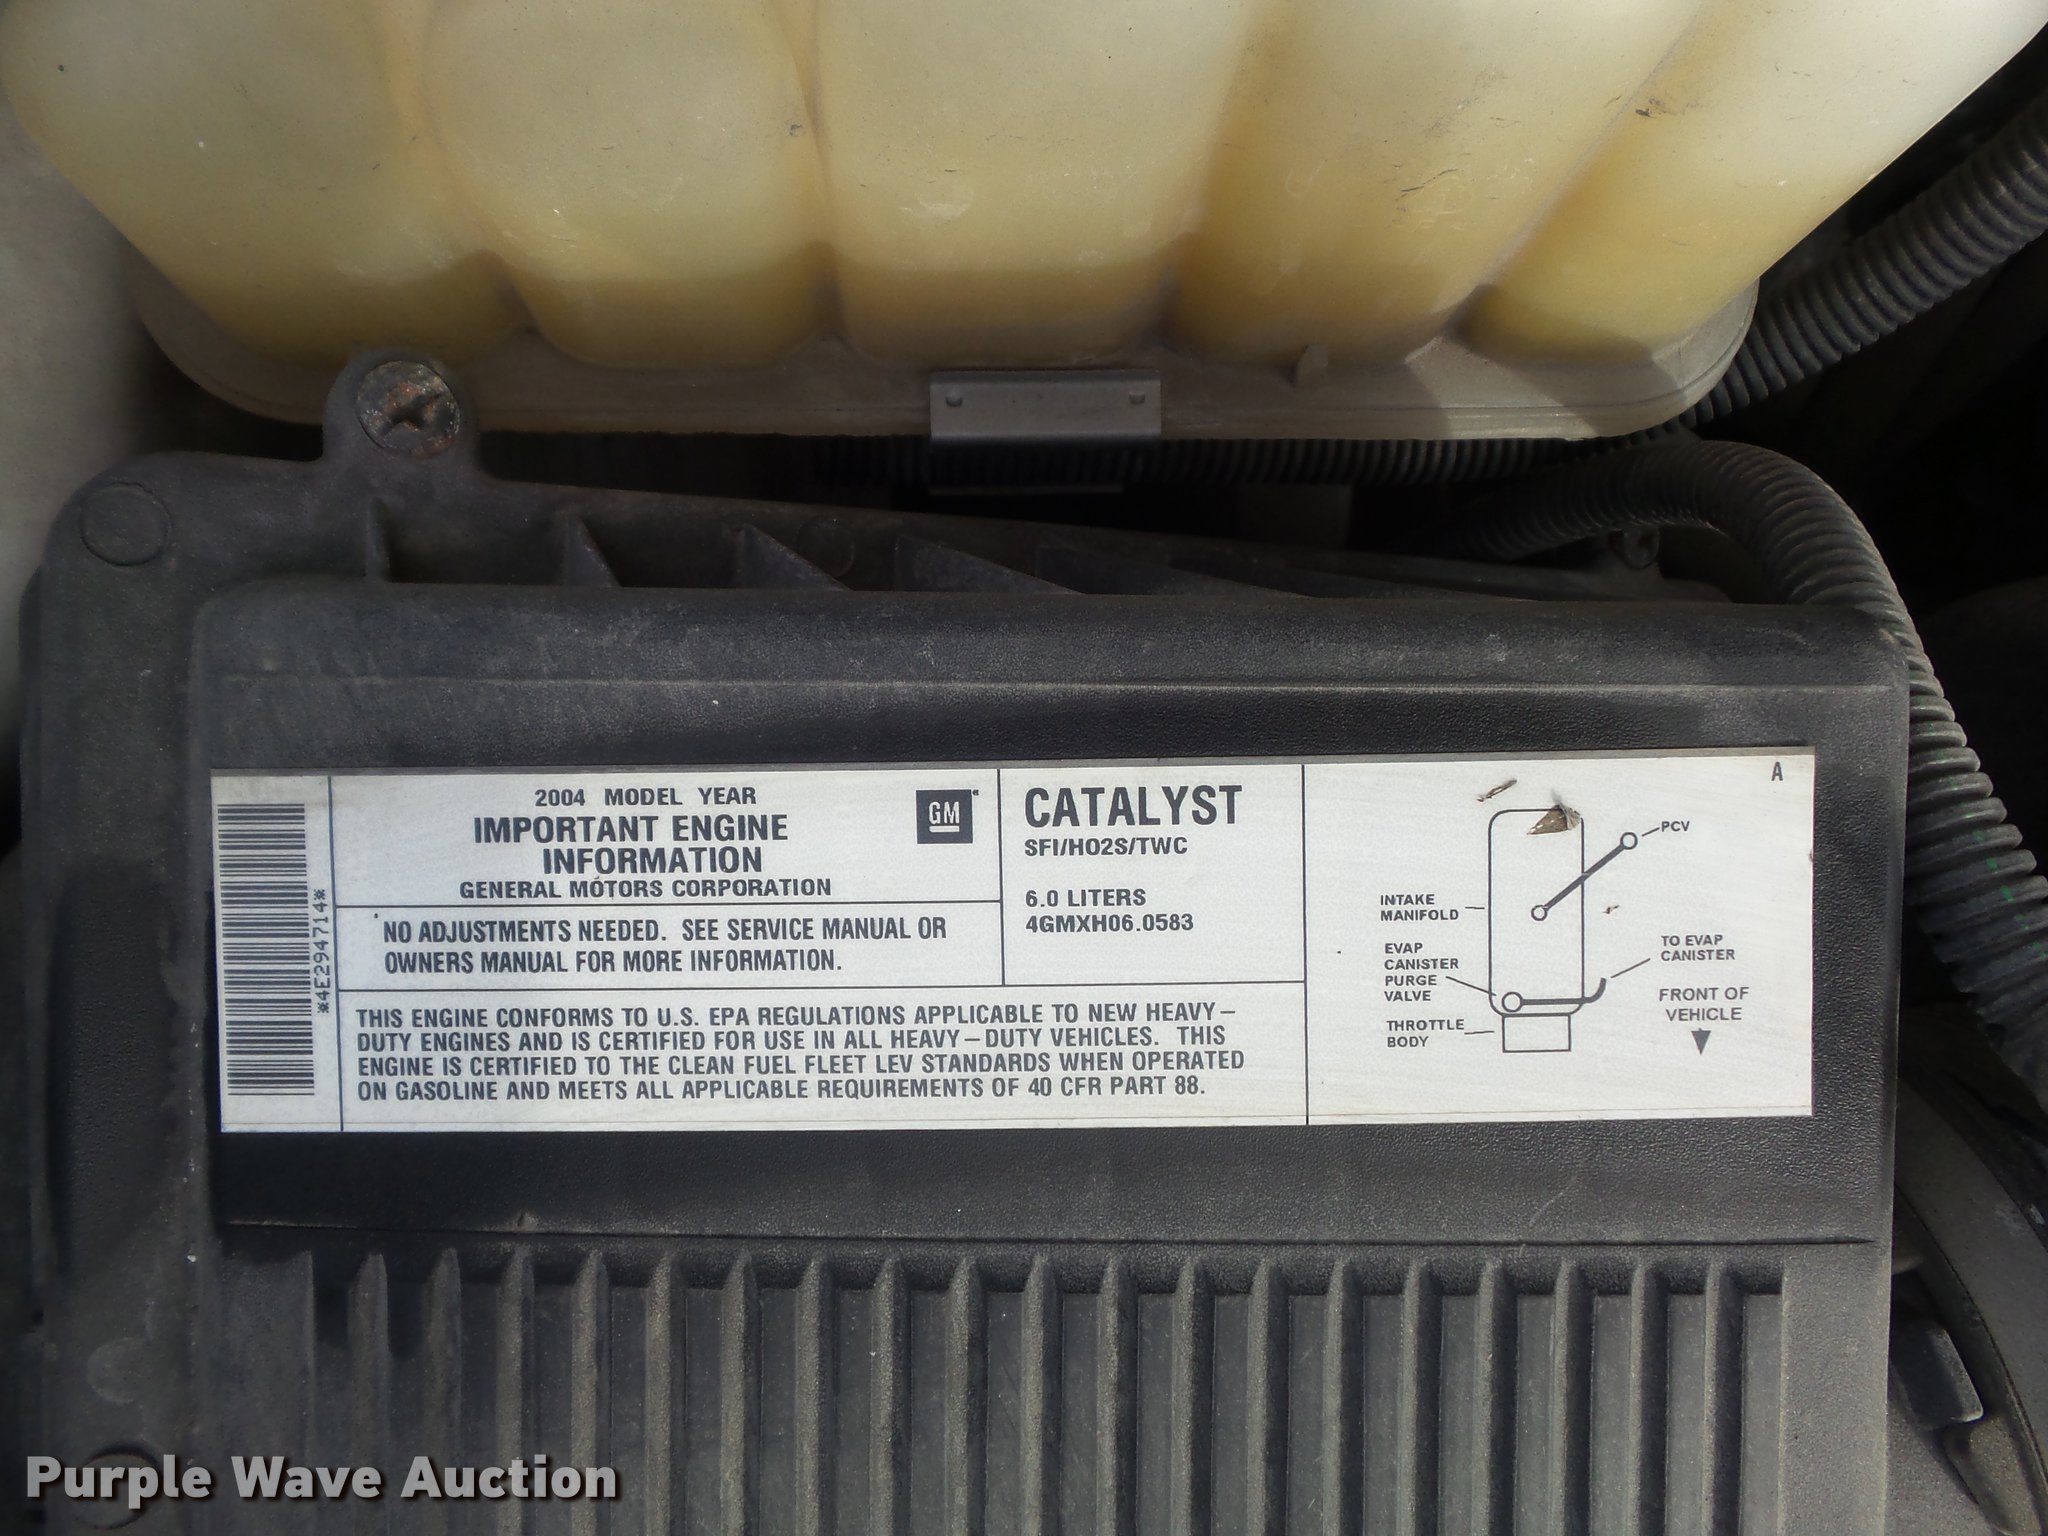 *4E294714*
2004 MODEL YEAR
IMPORTANT ENGINE
INFORMATION
GENERAL MOTORS CORPORATION
GM
NO ADJUSTMENTS NEEDED. SEE SERVICE MANUAL OR
OWNERS MANUAL FOR MORE INFORMATION.
CATALYST
SFI/HO2S/TWC
6.0 LITERS
4GMXH06.0583
THIS ENGINE CONFORMS TO U.S. EPA REGULATIONS APPLICABLE TO NEW HEAVY-
DUTY ENGINES AND IS CERTIFIED FOR USE IN ALL HEAVY-DUTY VEHICLES. THIS
ENGINE IS CERTIFIED TO THE CLEAN FUEL FLEET LEV STANDARDS WHEN OPERATED
ON GASOLINE AND MEETS ALL APPLICABLE REQUIREMENTS OF 40 CFR PART 88.
A
PCV
INTAKE
MANIFOLD
EVAP
CANISTER
PURGE
VALVE
THROTTLE
BODY
TO EVAP
CANISTER
FRONT OF
VEHICLE
Purple Wave Auction